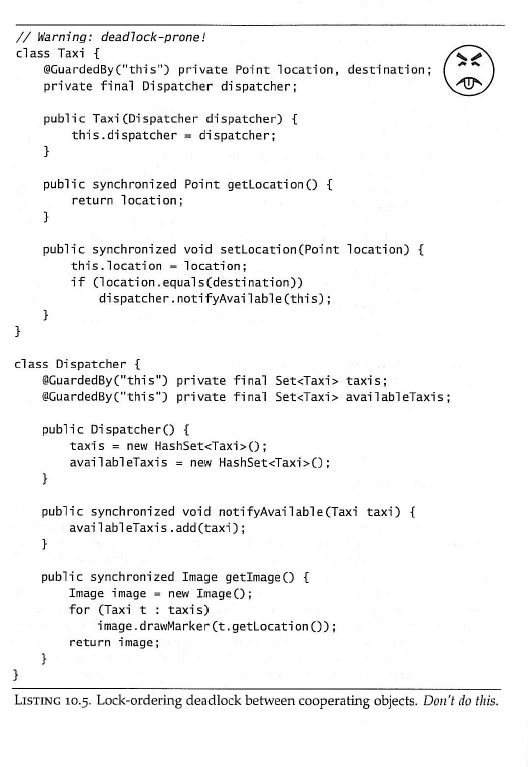 // Warning: deadlock-prone!
class Taxi {
    @GuardedBy("this") private Point location, destination;
    private final Dispatcher dispatcher;

    public Taxi(Dispatcher dispatcher) {
        this.dispatcher = dispatcher;
    }

    public synchronized Point getLocation() {
        return location;
    }

    public synchronized void setLocation(Point location) {
        this.location = location;
        if (location.equals(destination))
            dispatcher.notifyAvailable(this);
    }
}

class Dispatcher {
    @GuardedBy("this") private final Set<Taxi> taxis;
    @GuardedBy("this") private final Set<Taxi> availableTaxis;

    public Dispatcher() {
        taxis = new HashSet<Taxi>();
        availableTaxis = new HashSet<Taxi>();
    }

    public synchronized void notifyAvailable(Taxi taxi) {
        availableTaxis.add(taxi);
    }

    public synchronized Image getImage() {
        Image image = new Image();
        for (Taxi t : taxis)
            image.drawMarker(t.getLocation());
        return image;
    }
}
LISTING 10.5. Lock-ordering deadlock between cooperating objects. Don't do this.